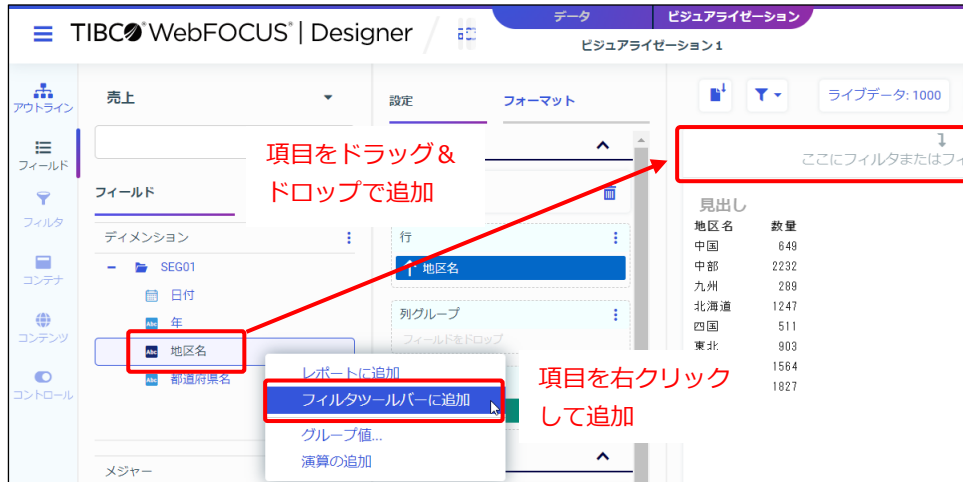 TIBCO® WebFOCUS® | Designer
データ
ビジュアライゼーション
ビジュアライゼーション 1
アウトライン
フィールド
フィルタ
コンテナ
コンテンツ
コントロール
売上
フィールド
ディメンション
SEG01
日付
年
地区名
都道府県名
メジャー
設定
フォーマット
行
地区名
列グループ
フィールドをドロップ
レポートに追加
フィルタツールバーに追加
グループ値...
演算の追加
項目をドラッグ＆
ドロップで追加
項目を右クリック
して追加
ライブデータ: 1000
ここにフィルタまたはフィ
見出し
地区名 数量
中国 649
中部 2232
九州 289
北海道 1247
四国 511
東北 903
1564
1827